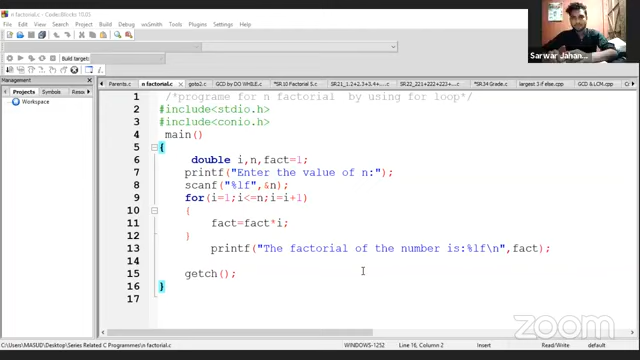 n factorial.c - Code::Blocks 10.05
File Edit View Search Project Build Debug wxSmith Tools Plugins Settings Help
Build target:
Management
Projects Symbols Resou
Workspace
Parents.c n factorial.c goto2.c GCD by DO WHILE.c *SR10 Factorial S.c SR21_1.2+2.3+3.4+... SR22_221+222+223+... *SR34 Grade.c largest 3 if else.cpp GCD & LCM.cpp
1 /*programe for n factorial by using for loop*/
2 #include<stdio.h>
3 #include<conio.h>
4 main()
5 {
6 double i,n,fact=1;
7 printf("Enter the value of n:");
8 scanf("%lf",&n);
9 for(i=1;i<=n;i=i+1)
10 {
11 fact=fact*i;
12 }
13 printf("The factorial of the number is:%lf\n",fact);
14
15 getch();
16 }
17
Sarwar Jahan...
zoom
C:\Users\MASUD\Desktop\Series Related C Programmes\n factorial.c WINDOWS-1252 Line 16, Column 2 Insert Read/Write default